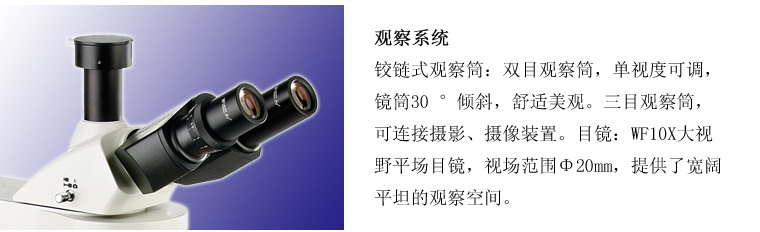 观察系统
铰链式观察筒：双目观察筒，单视度可调，
镜筒30 °倾斜，舒适美观。三目观察筒，
可连接摄影、摄像装置。目镜：WF10X大视
野平场目镜，视场范围Φ20mm，提供了宽阔
平坦的观察空间。